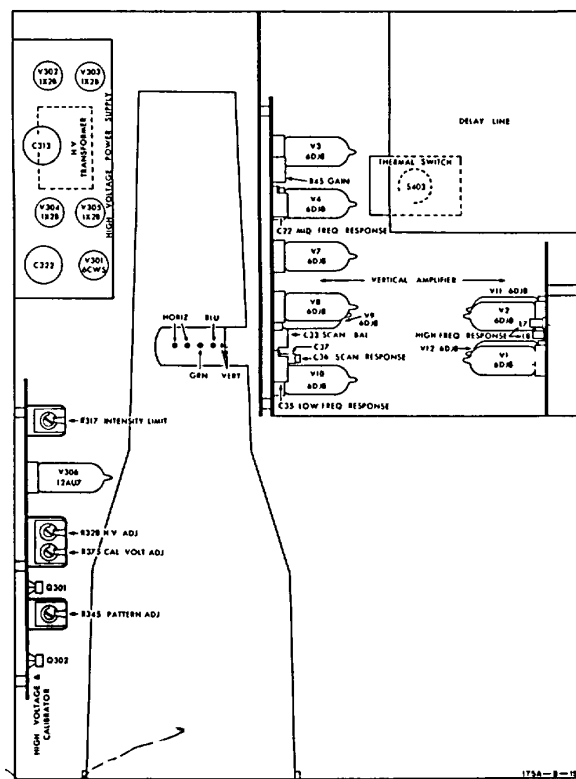 V302
1X2B
V303
1X2B
C313
H V
TRANSFORMER
HIGH VOLTAGE POWER SUPPLY
V304
1X2B
V305
1X2B
C322
V301
6CW5
V3
6DJ8
R45 GAIN
V4
6DJ8
C22 MID FREQ RESPONSE
V7
6DJ8
VERTICAL AMPLIFIER
V8
6DJ8
V9
6DJ8
C33 SCAN BAL
C37
C36 SCAN RESPONSE
V10
6DJ8
C35 LOW FREQ RESPONSE
DELAY LINE
THERMAL SWITCH
S403
V11 6DJ8
V2
6DJ8
L7
HIGH FREQ RESPONSE
L8
V12 6DJ8
V1
6DJ8
HORIZ
BLU
GRN
VERT
R317 INTENSITY LIMIT
V306
12AU7
R328 H V ADJ
R375 CAL VOLT ADJ
Q301
R345 PATTERN ADJ
Q302
HIGH VOLTAGE &
CALIBRATOR